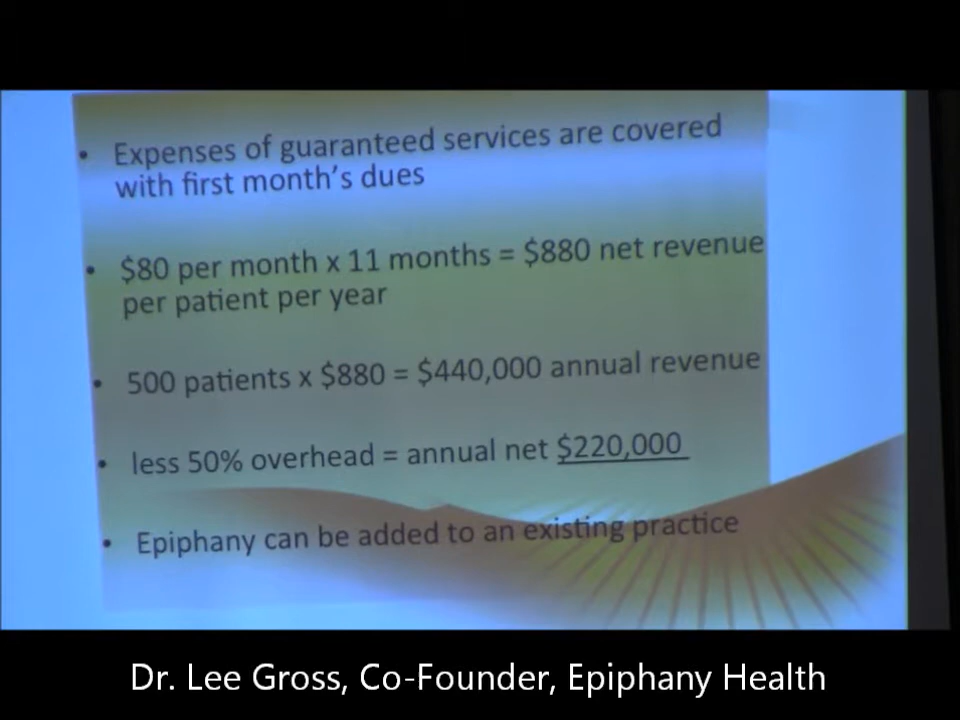 • Expenses of guaranteed services are covered
with first month's dues
• $80 per month x 11 months = $880 net revenue
per patient per year
• 500 patients x $880 = $440,000 annual revenue
• less 50% overhead = annual net $220,000
• Epiphany can be added to an existing practice
Dr. Lee Gross, Co-Founder, Epiphany Health